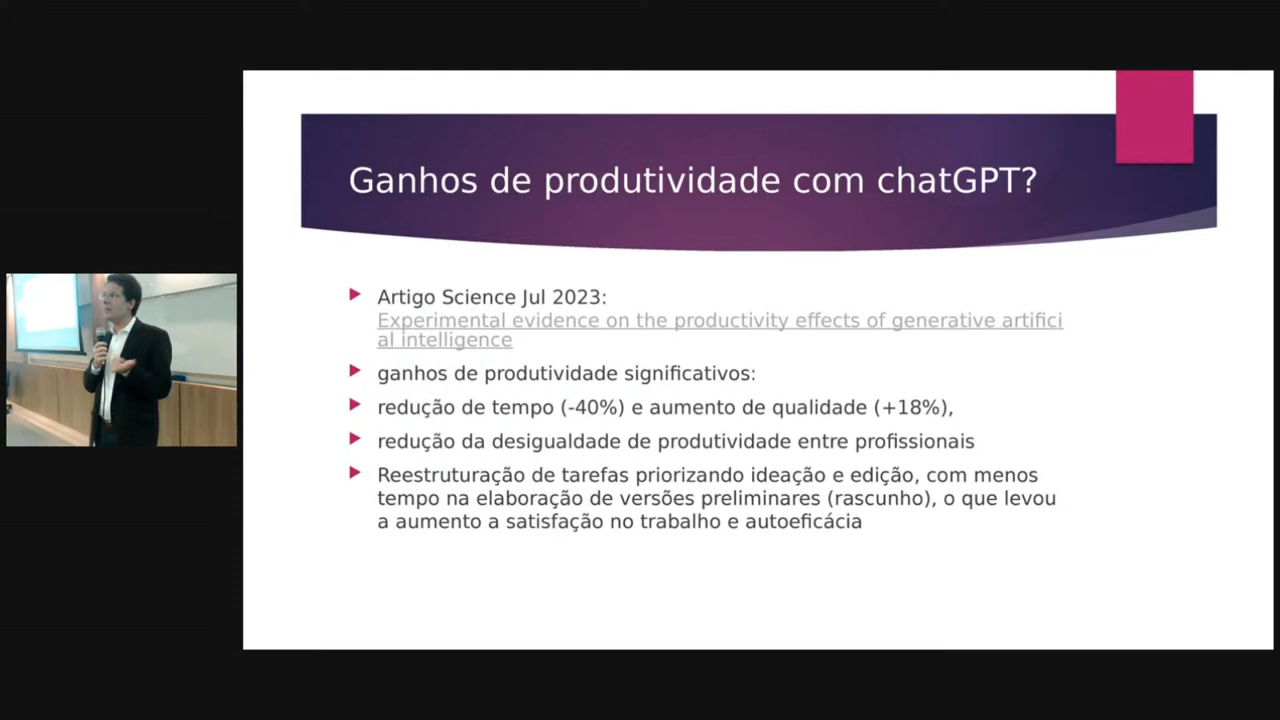 Ganhos de produtividade com chatGPT?
Artigo Science Jul 2023:
Experimental evidence on the productivity effects of generative artifici
al intelligence
ganhos de produtividade significativos:
redução de tempo (-40%) e aumento de qualidade (+18%),
redução da desigualdade de produtividade entre profissionais
Reestruturação de tarefas priorizando ideação e edição, com menos
tempo na elaboração de versões preliminares (rascunho), o que levou
a aumento a satisfação no trabalho e autoeficácia